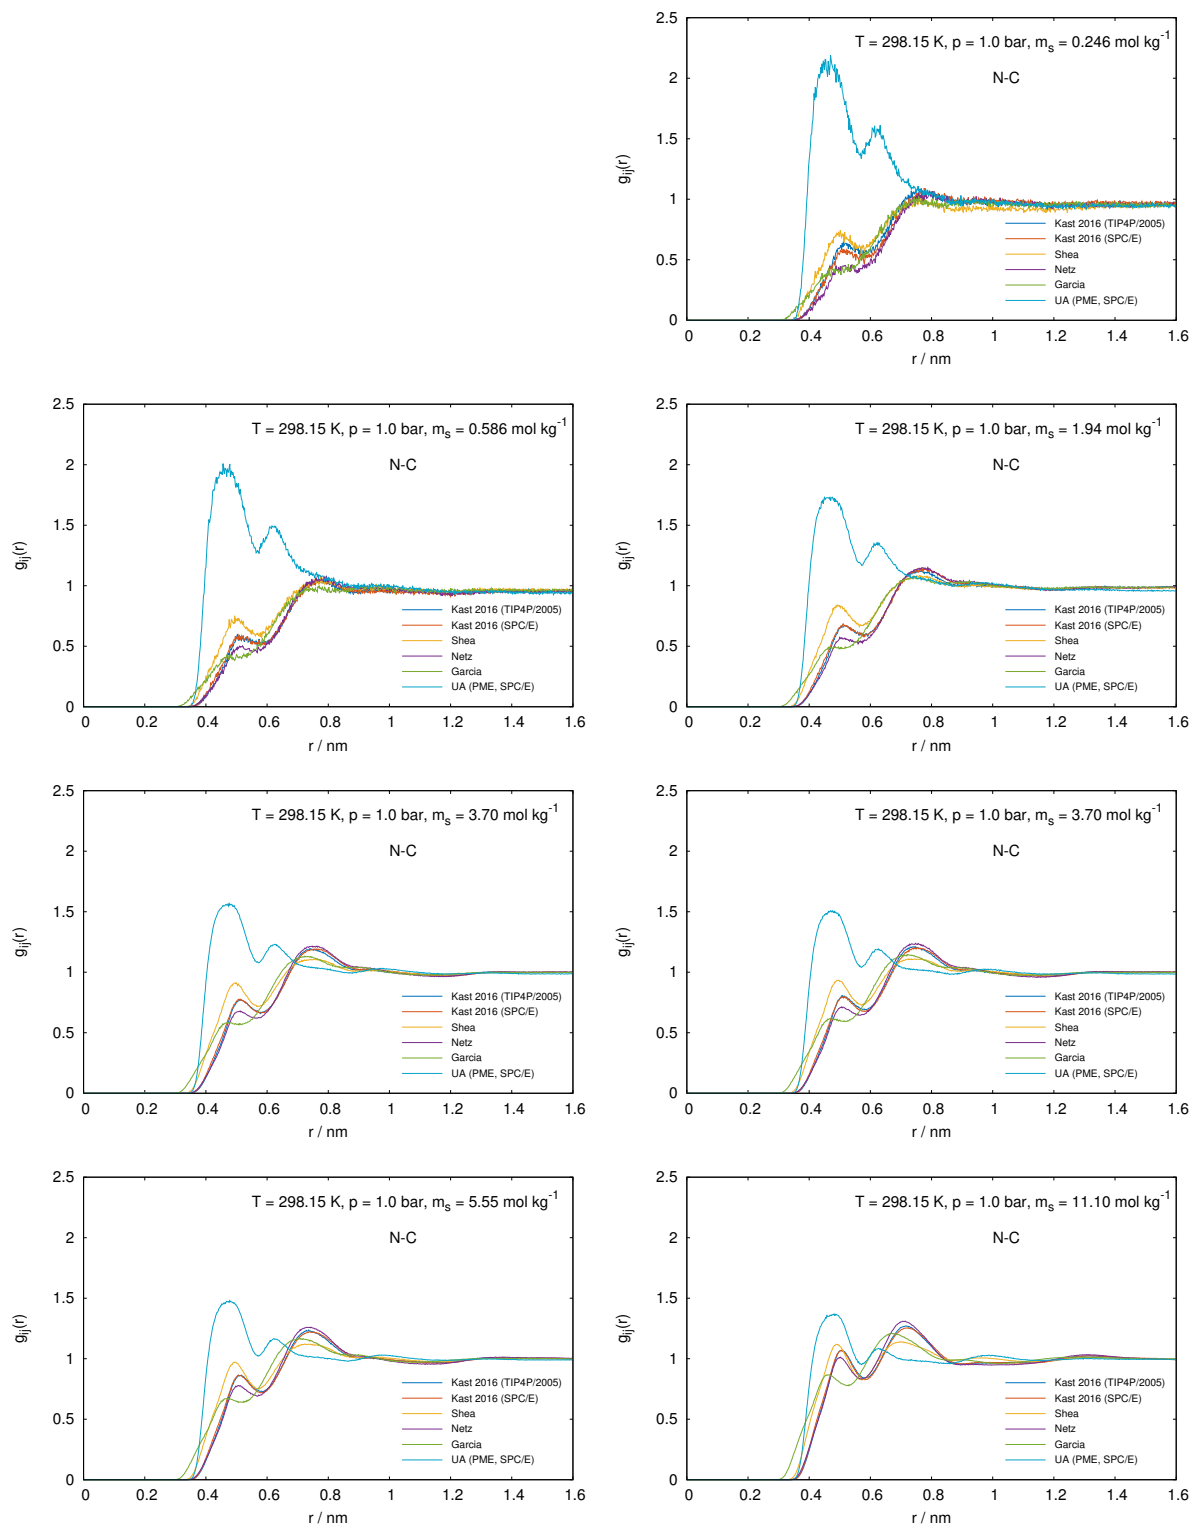 T = 298.15 K, p = 1.0 bar, mₛ = 0.246 mol kg⁻¹
N-C
2.5
2
1.5
1
0.5
0
gᵢⱼ(r)
Kast 2016 (TIP4P/2005)
Kast 2016 (SPC/E)
Shea
Netz
Garcia
UA (PME, SPC/E)
0 0.2 0.4 0.6 0.8 1 1.2 1.4 1.6
r / nm
T = 298.15 K, p = 1.0 bar, mₛ = 0.586 mol kg⁻¹
N-C
2.5
2
1.5
1
0.5
0
gᵢⱼ(r)
Kast 2016 (TIP4P/2005)
Kast 2016 (SPC/E)
Shea
Netz
Garcia
UA (PME, SPC/E)
0 0.2 0.4 0.6 0.8 1 1.2 1.4 1.6
r / nm
T = 298.15 K, p = 1.0 bar, mₛ = 1.94 mol kg⁻¹
N-C
2.5
2
1.5
1
0.5
0
gᵢⱼ(r)
Kast 2016 (TIP4P/2005)
Kast 2016 (SPC/E)
Shea
Netz
Garcia
UA (PME, SPC/E)
0 0.2 0.4 0.6 0.8 1 1.2 1.4 1.6
r / nm
T = 298.15 K, p = 1.0 bar, mₛ = 3.70 mol kg⁻¹
N-C
2.5
2
1.5
1
0.5
0
gᵢⱼ(r)
Kast 2016 (TIP4P/2005)
Kast 2016 (SPC/E)
Shea
Netz
Garcia
UA (PME, SPC/E)
0 0.2 0.4 0.6 0.8 1 1.2 1.4 1.6
r / nm
T = 298.15 K, p = 1.0 bar, mₛ = 3.70 mol kg⁻¹
N-C
2.5
2
1.5
1
0.5
0
gᵢⱼ(r)
Kast 2016 (TIP4P/2005)
Kast 2016 (SPC/E)
Shea
Netz
Garcia
UA (PME, SPC/E)
0 0.2 0.4 0.6 0.8 1 1.2 1.4 1.6
r / nm
T = 298.15 K, p = 1.0 bar, mₛ = 5.55 mol kg⁻¹
N-C
2.5
2
1.5
1
0.5
0
gᵢⱼ(r)
Kast 2016 (TIP4P/2005)
Kast 2016 (SPC/E)
Shea
Netz
Garcia
UA (PME, SPC/E)
0 0.2 0.4 0.6 0.8 1 1.2 1.4 1.6
r / nm
T = 298.15 K, p = 1.0 bar, mₛ = 11.10 mol kg⁻¹
N-C
2.5
2
1.5
1
0.5
0
gᵢⱼ(r)
Kast 2016 (TIP4P/2005)
Kast 2016 (SPC/E)
Shea
Netz
Garcia
UA (PME, SPC/E)
0 0.2 0.4 0.6 0.8 1 1.2 1.4 1.6
r / nm